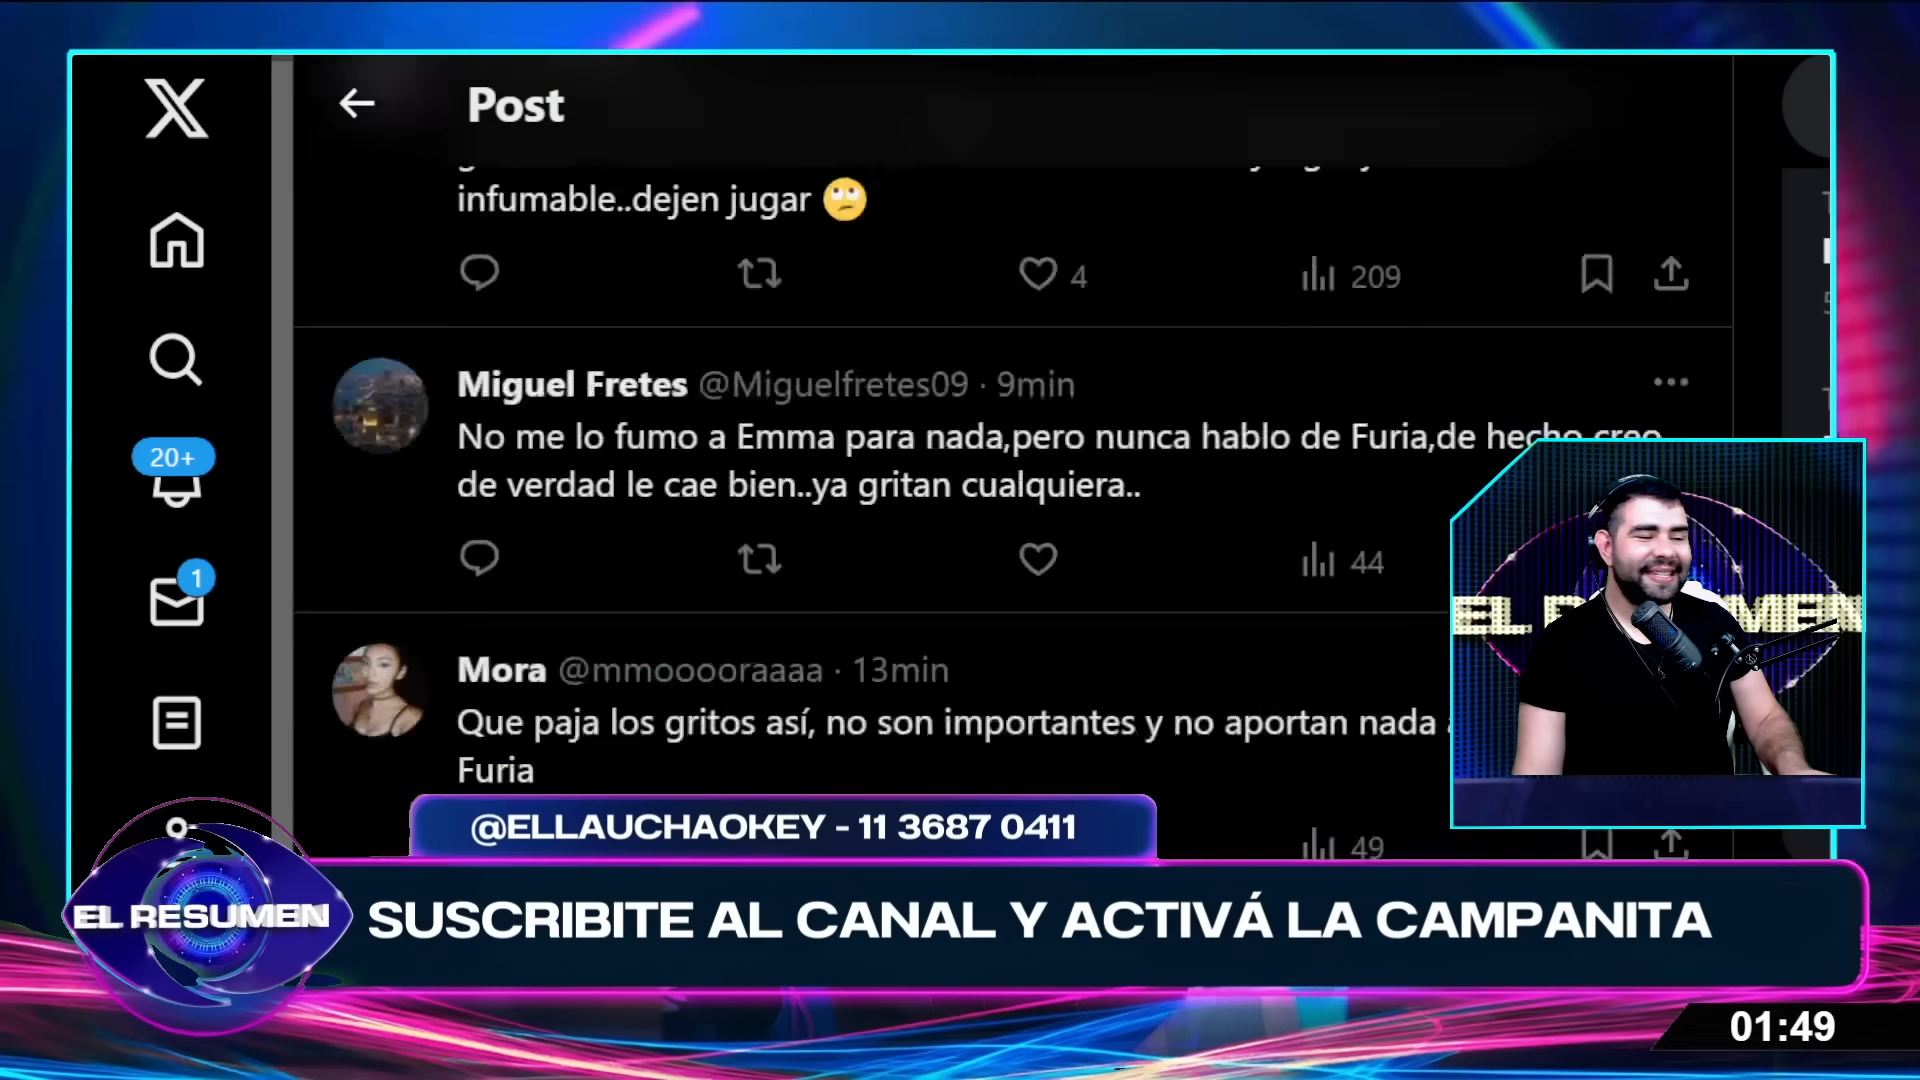 Post
infumable..dejen jugar
4
209
Miguel Fretes @Miguelfretes09 · 9min
No me lo fumo a Emma para nada,pero nunca hablo de Furia,de hecho creo
de verdad le cae bien..ya gritan cualquiera..
44
20+
1
Mora @mmooooraaaa · 13min
Que paja los gritos así, no son importantes y no aportan nada
Furia
49
@ELLAUCHAOKEY - 11 3687 0411
EL RESUMEN
SUSCRIBITE AL CANAL Y ACTIVÁ LA CAMPANITA
01:49